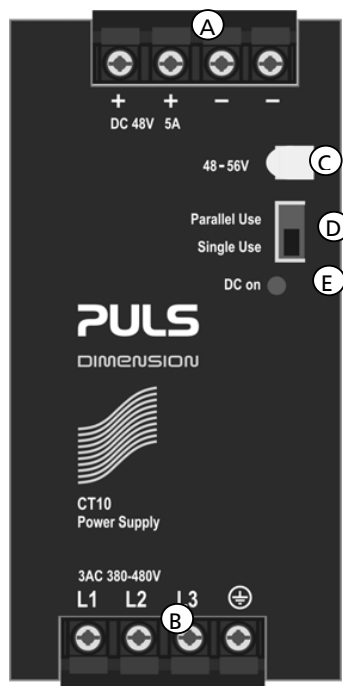 A
+ + − −
DC 48V 5A
48-56V
C
Parallel Use
D
Single Use
DC on
E
PULS
DIMENSION
CT10
Power Supply
3AC 380-480V
L1 L2 L3
B